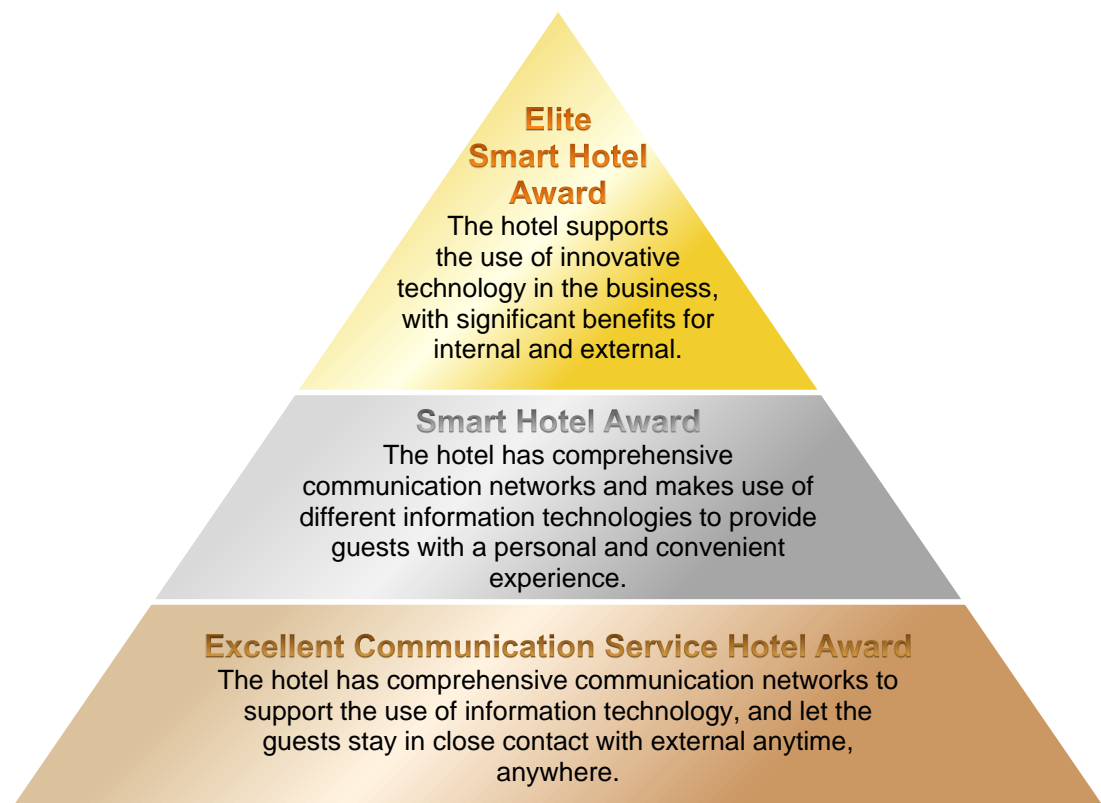 Elite
Smart Hotel
Award
The hotel supports
the use of innovative
technology in the business,
with significant benefits for
internal and external.
Smart Hotel Award
The hotel has comprehensive
communication networks and makes use of
different information technologies to provide
guests with a personal and convenient
experience.
Excellent Communication Service Hotel Award
The hotel has comprehensive communication networks to
support the use of information technology, and let the
guests stay in close contact with external anytime,
anywhere.